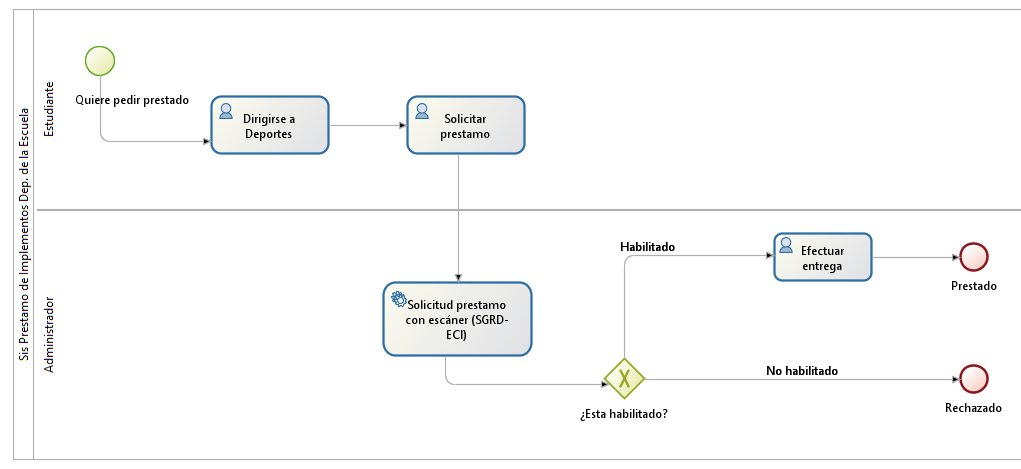 Sis Prestamo de Implementos Dep. de la Escuela
Estudiante
Quiere pedir prestado
Dirigirse a
Deportes
Solicitar
prestamo
Administrador
Solicitud prestamo
con escáner (SGRD-
ECI)
¿Esta habilitado?
Habilitado
Efectuar
entrega
Prestado
No habilitado
Rechazado